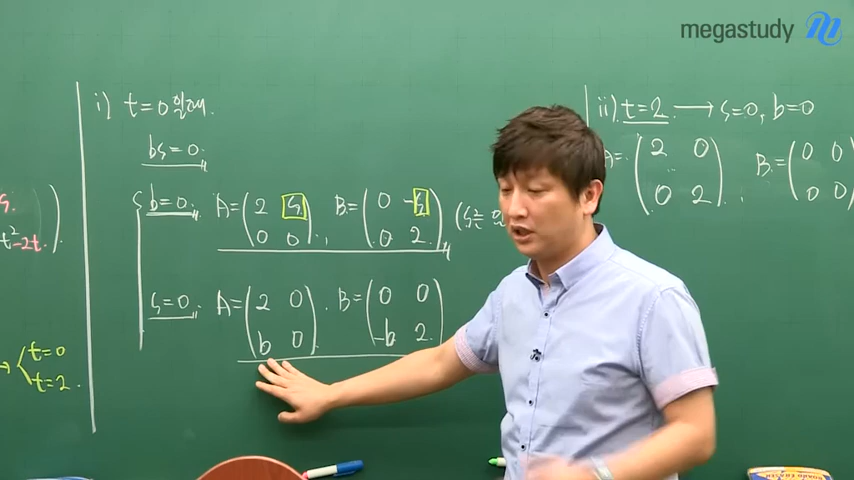 megastudy
i) t=0일때.
bs=0.
b=0. A=(2 s; 0 0), B=(0 -s; 0 2)
s=0. A=(2 0; b 0). B=(0 0; -b 2)
ii) t=2 → s=0, b=0
A=(2 0; 0 2), B=(0 0; 0 0)
s.
t²-2t.
→ t=0
t=2.